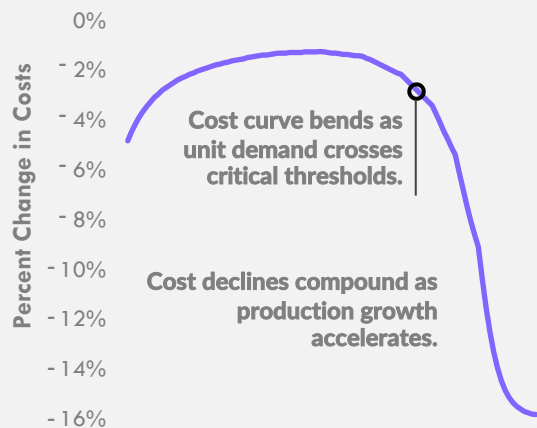 0%
- 2%
- 4%
- 6%
- 8%
- 10%
- 12%
- 14%
- 16%
Percent Change in Costs
Cost curve bends as
unit demand crosses
critical thresholds.
Cost declines compound as
production growth
accelerates.